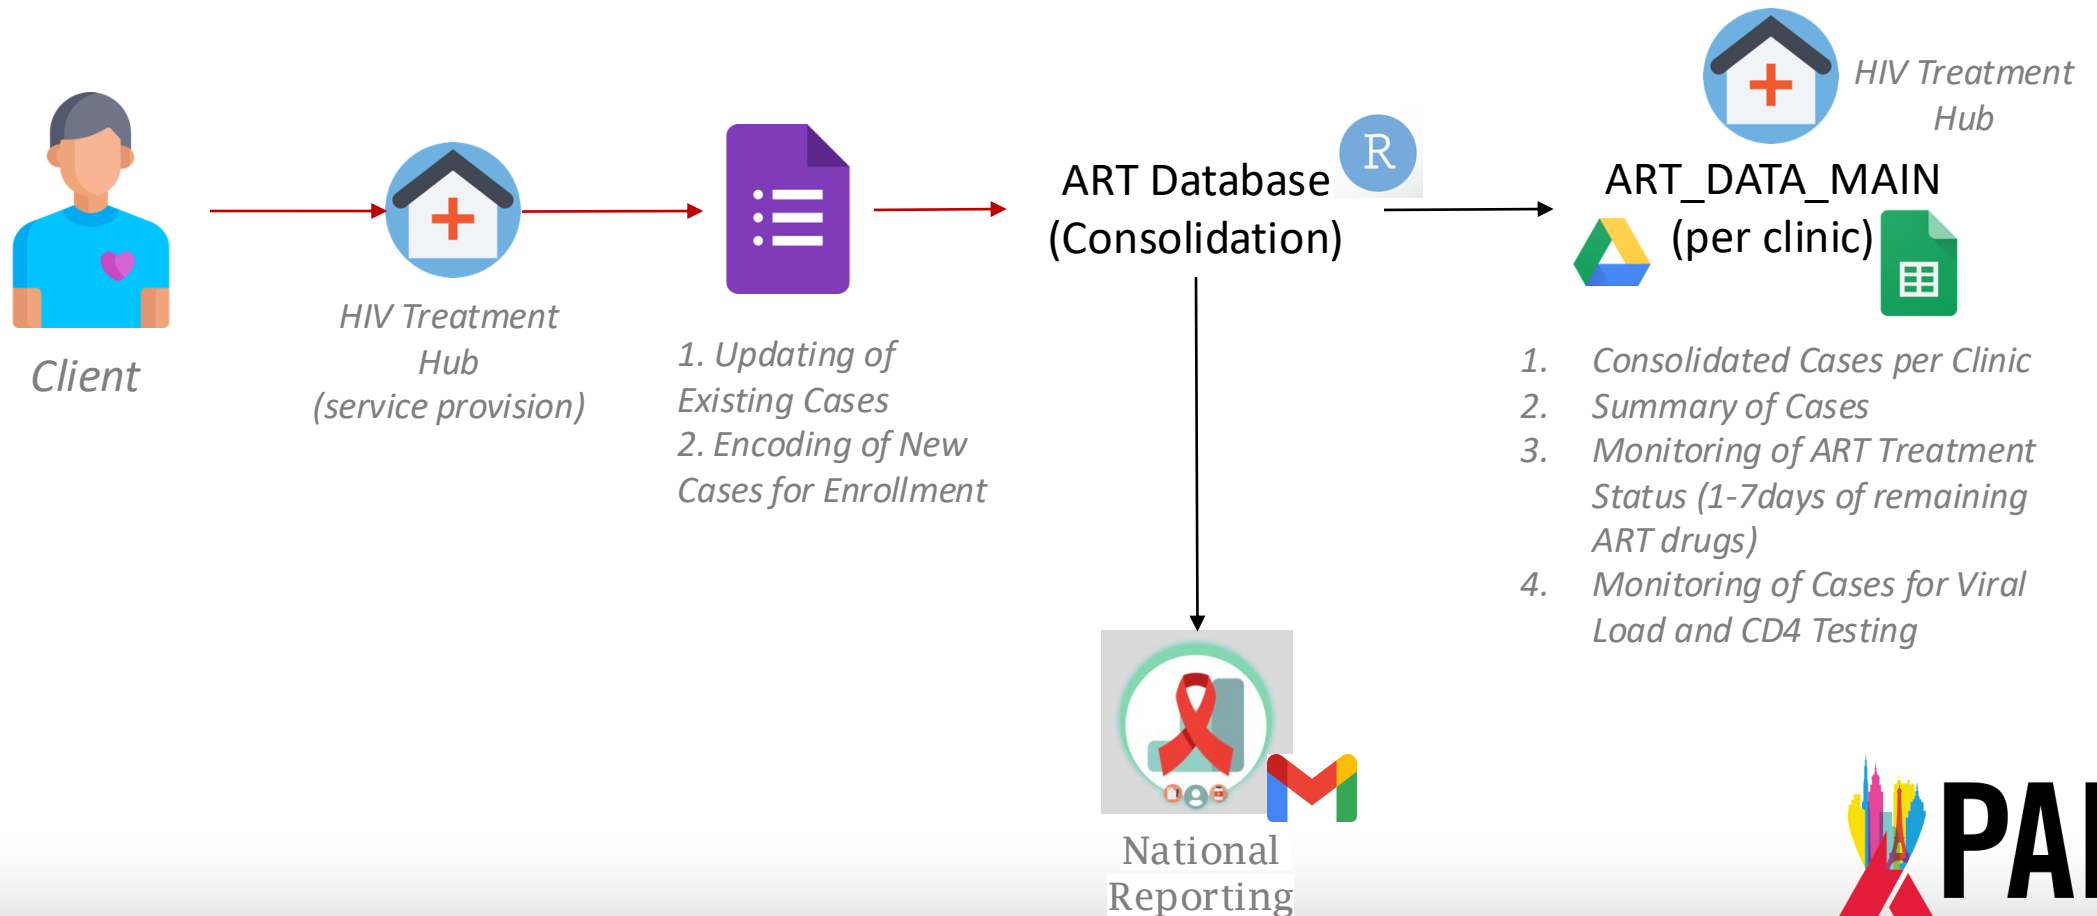 Client
HIV Treatment
Hub
(service provision)
1. Updating of
Existing Cases
2. Encoding of New
Cases for Enrollment
ART Database
(Consolidation)
R
National
Reporting
HIV Treatment
Hub
ART_DATA_MAIN
(per clinic)
1. Consolidated Cases per Clinic
2. Summary of Cases
3. Monitoring of ART Treatment
Status (1-7days of remaining
ART drugs)
4. Monitoring of Cases for Viral
Load and CD4 Testing